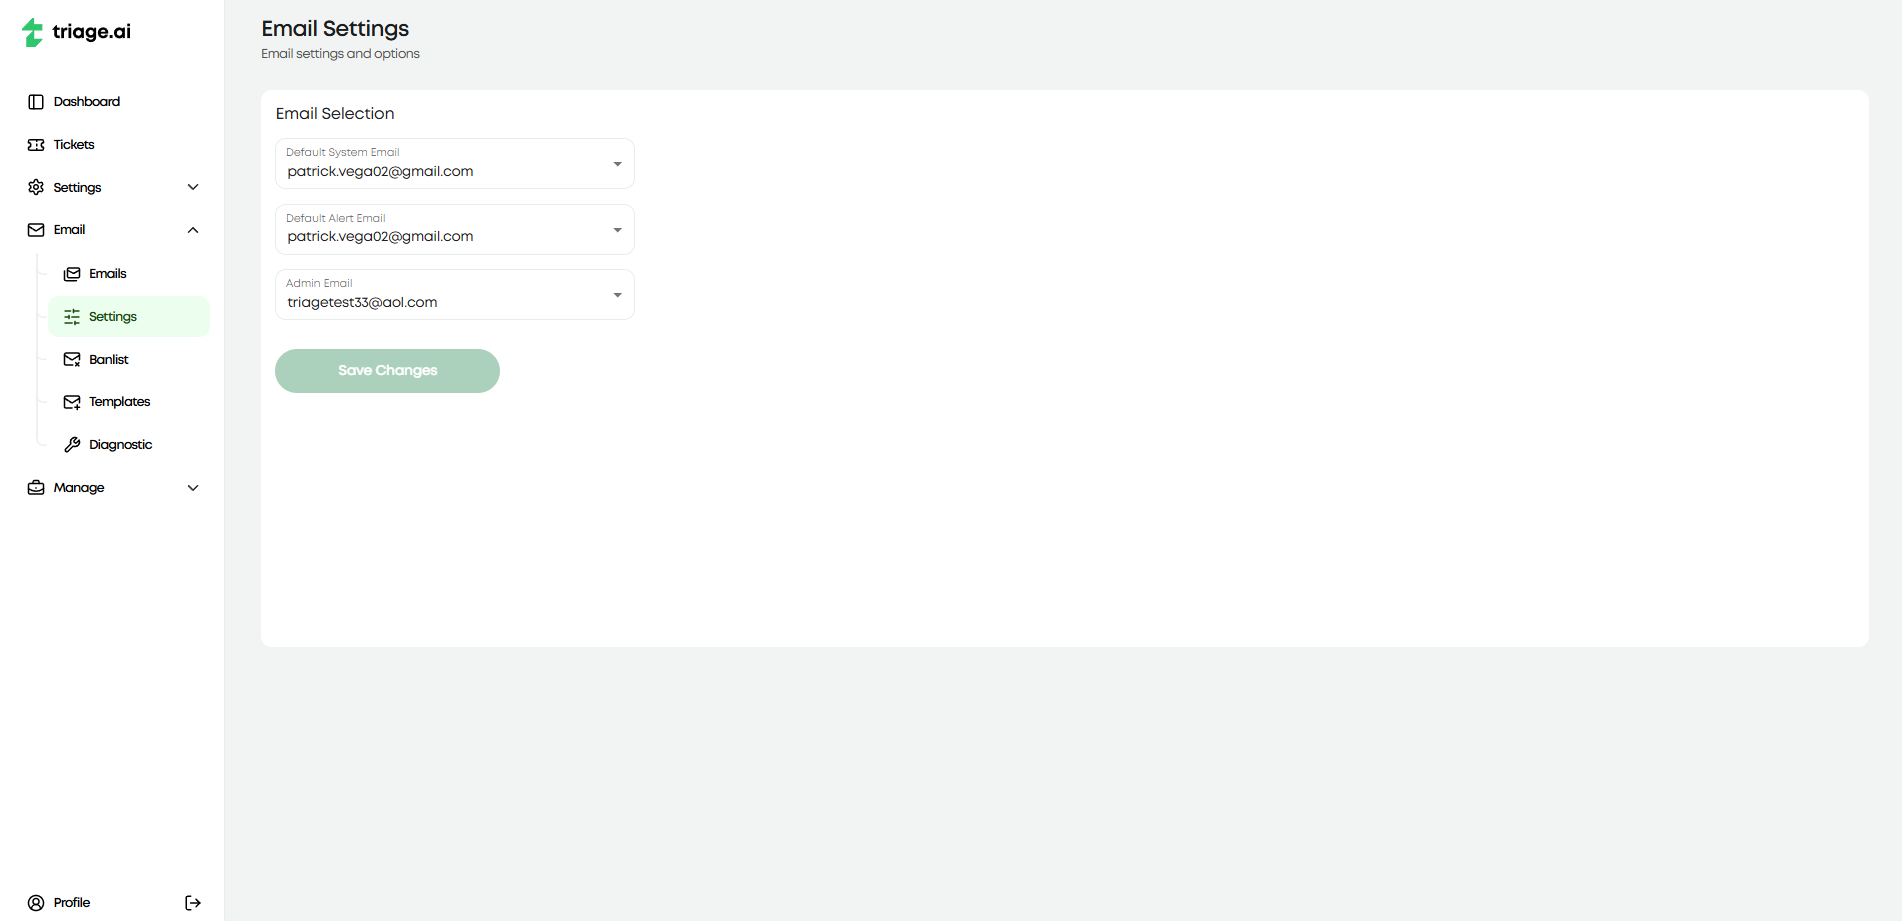 triage.ai
Dashboard
Tickets
Settings
Email
Emails
Settings
Banlist
Templates
Diagnostic
Manage
Profile
Email Settings
Email settings and options
Email Selection
Default System Email
patrick.vega02@gmail.com
Default Alert Email
patrick.vega02@gmail.com
Admin Email
triagetest33@aol.com
Save Changes